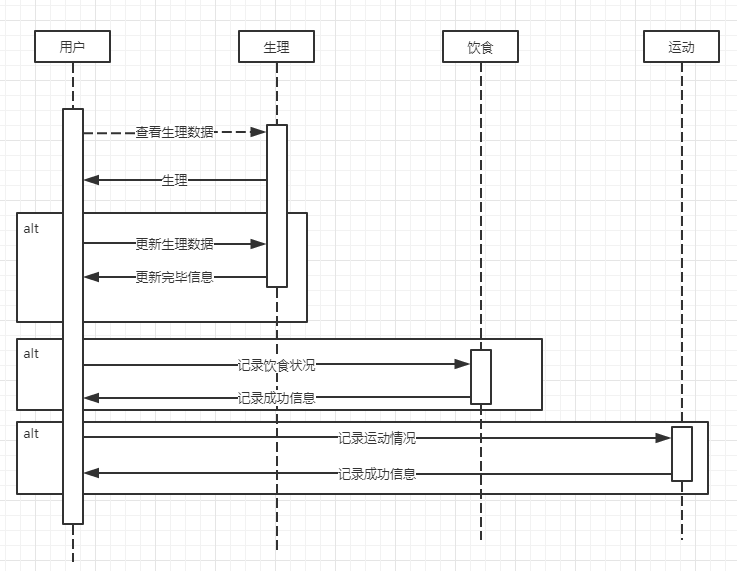 用户
生理
饮食
运动
查看生理数据
生理
alt
更新生理数据
更新完毕信息
alt
记录饮食状况
记录成功信息
alt
记录运动情况
记录成功信息